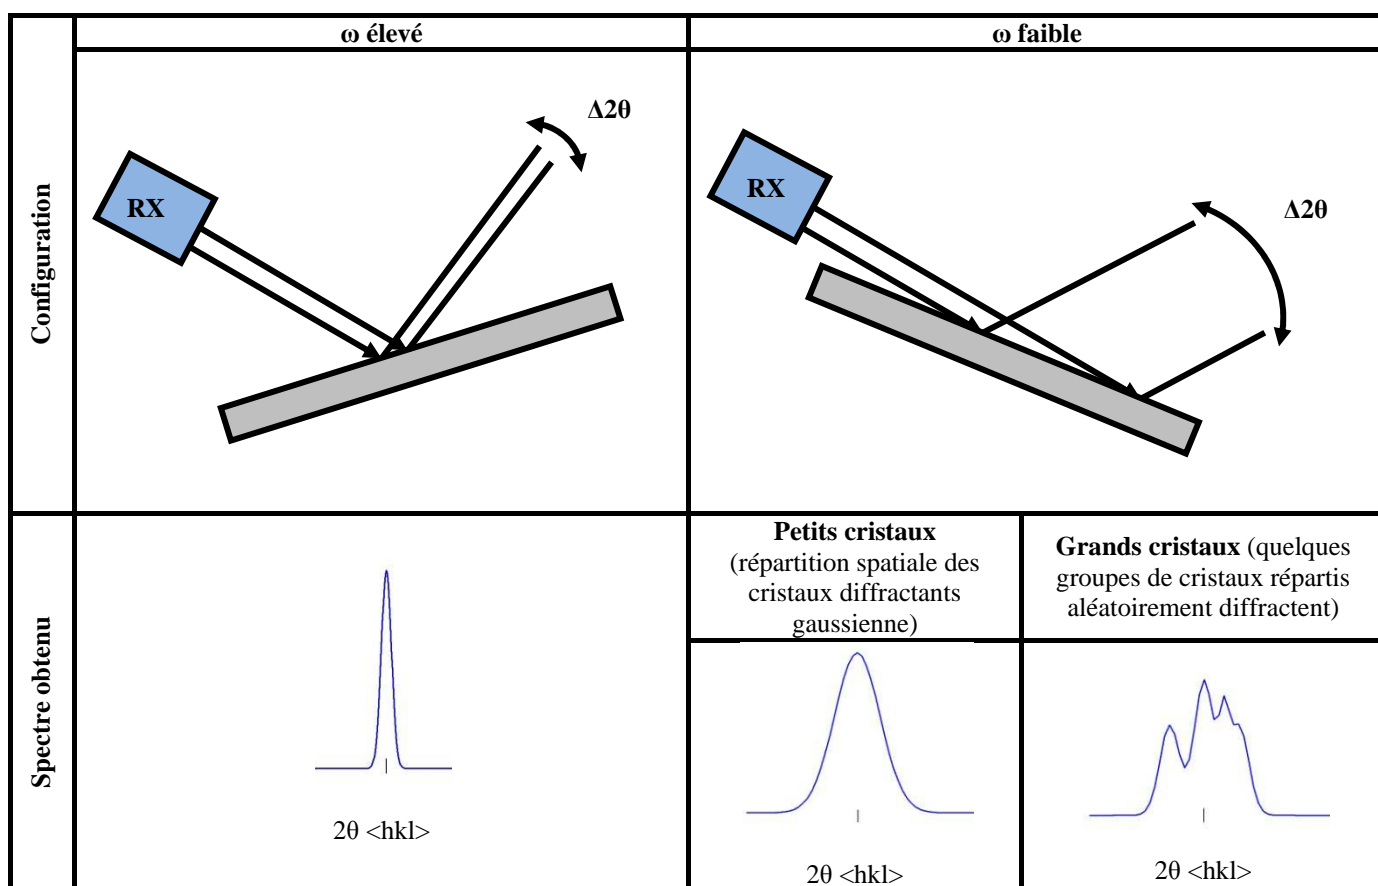 ω élevé
ω faible
Configuration
RX
Δ2θ
RX
Δ2θ
Spectre obtenu
Petits cristaux
(répartition spatiale des
cristaux diffractants
gaussienne)
Grands cristaux (quelques
groupes de cristaux répartis
aléatoirement diffractent)
2θ <hkl>
2θ <hkl>
2θ <hkl>